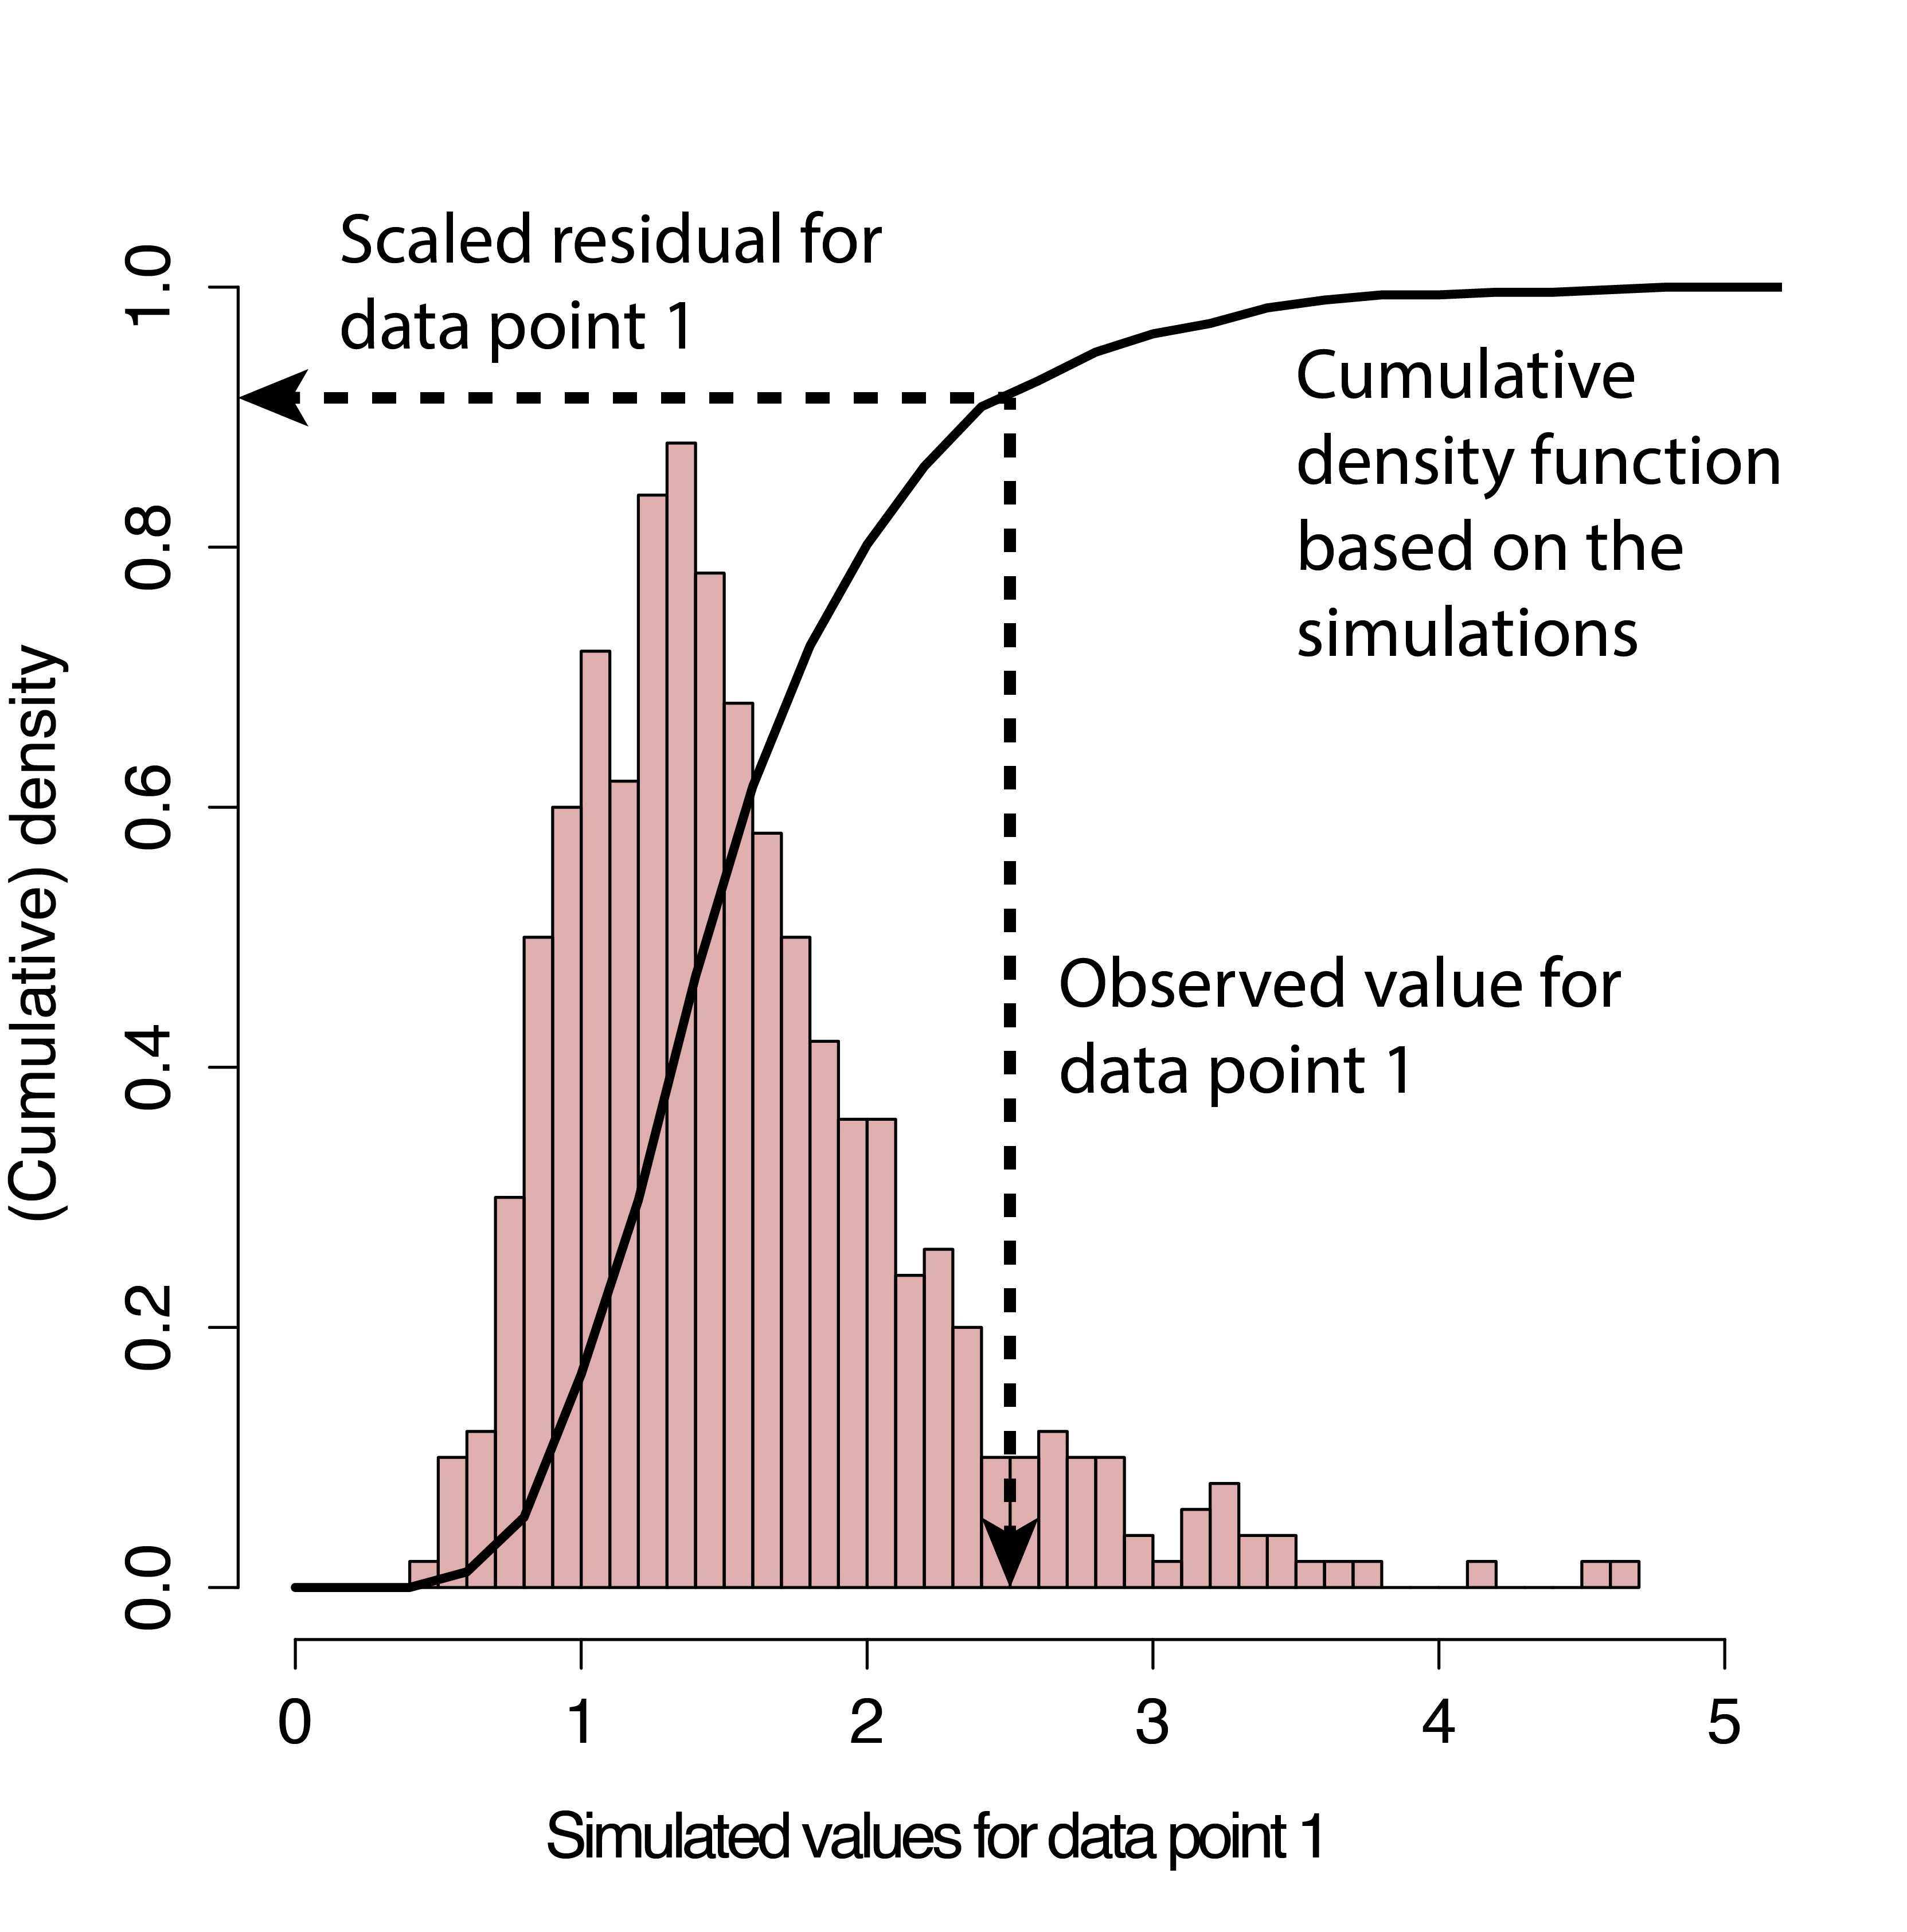 Scaled residual for
data point 1
Cumulative
density function
based on the
simulations
Observed value for
data point 1
(Cumulative) density
1.0
0.8
0.6
0.4
0.2
0.0
0 1 2 3 4 5
Simulated values for data point 1